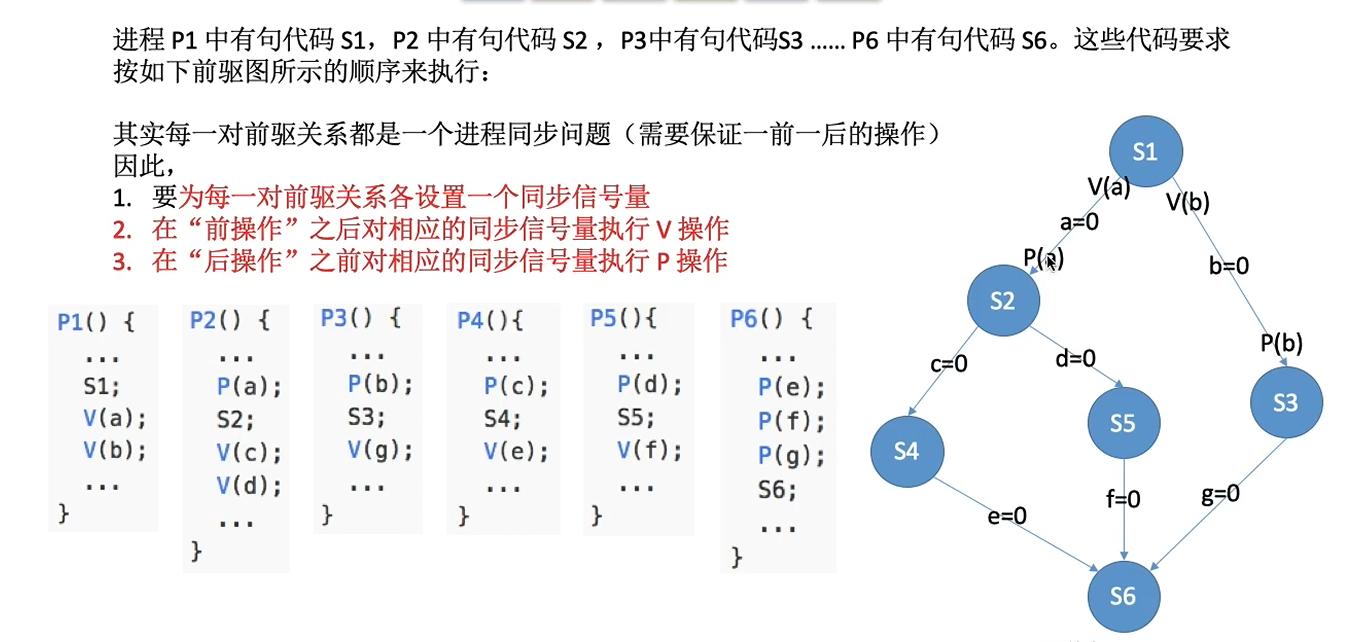 进程 P1 中有句代码 S1，P2 中有句代码 S2 ，P3中有句代码S3 …… P6 中有句代码 S6。这些代码要求
按如下前驱图所示的顺序来执行：
其实每一对前驱关系都是一个进程同步问题（需要保证一前一后的操作）
因此，
1. 要为每一对前驱关系各设置一个同步信号量
2. 在“前操作”之后对相应的同步信号量执行 V 操作
3. 在“后操作”之前对相应的同步信号量执行 P 操作
P1() {
...
S1;
V(a);
V(b);
...
}
P2() {
...
P(a);
S2;
V(c);
V(d);
...
}
P3() {
...
P(b);
S3;
V(g);
...
}
P4(){
...
P(c);
S4;
V(e);
...
}
P5(){
...
P(d);
S5;
V(f);
...
}
P6() {
...
P(e);
P(f);
P(g);
S6;
...
}
S1
V(a)
V(b)
a=0
P(a)
b=0
S2
P(b)
c=0
d=0
S3
S5
S4
f=0
g=0
e=0
S6